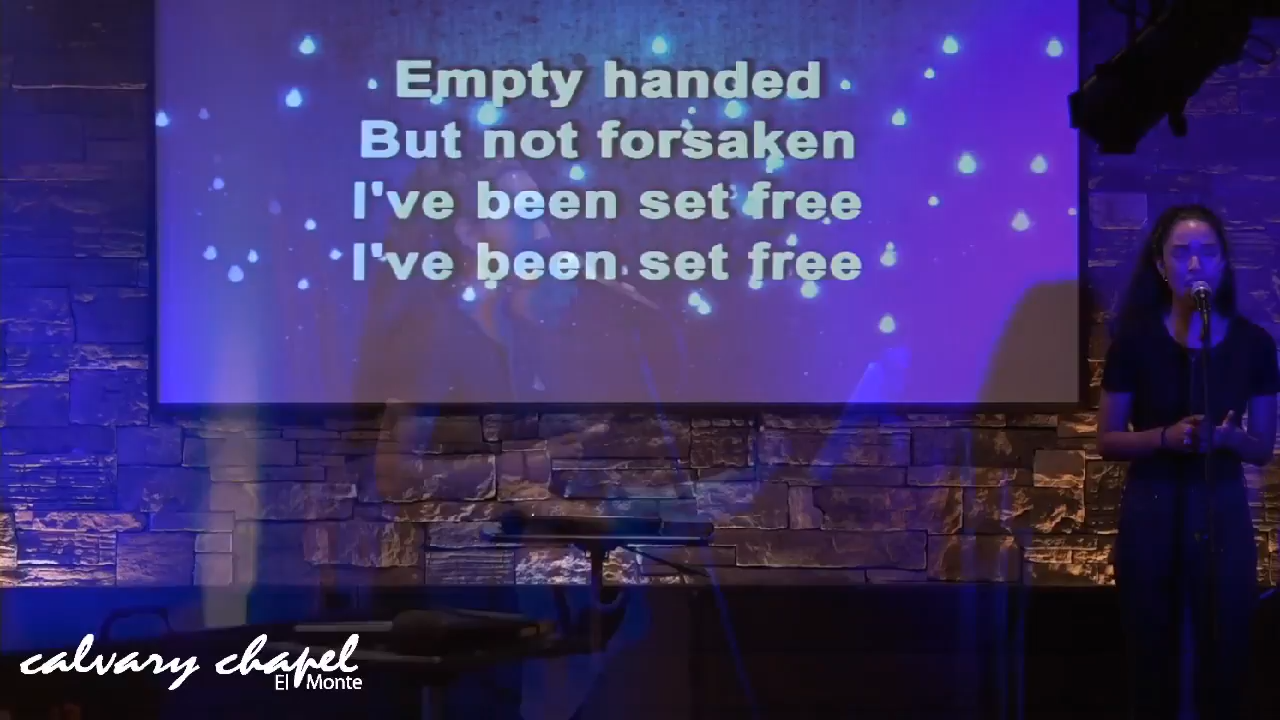 Empty handed
But not forsaken
I've been set free
I've been set free
calvary chapel
El Monte